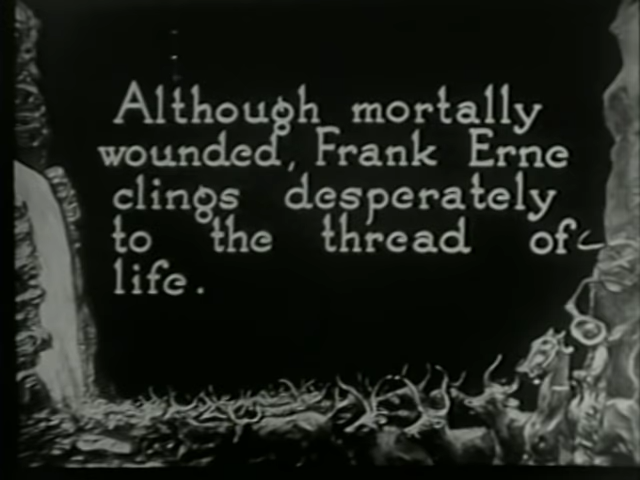 Although mortally
wounded, Frank Erne
clings desperately
to the thread of
life.